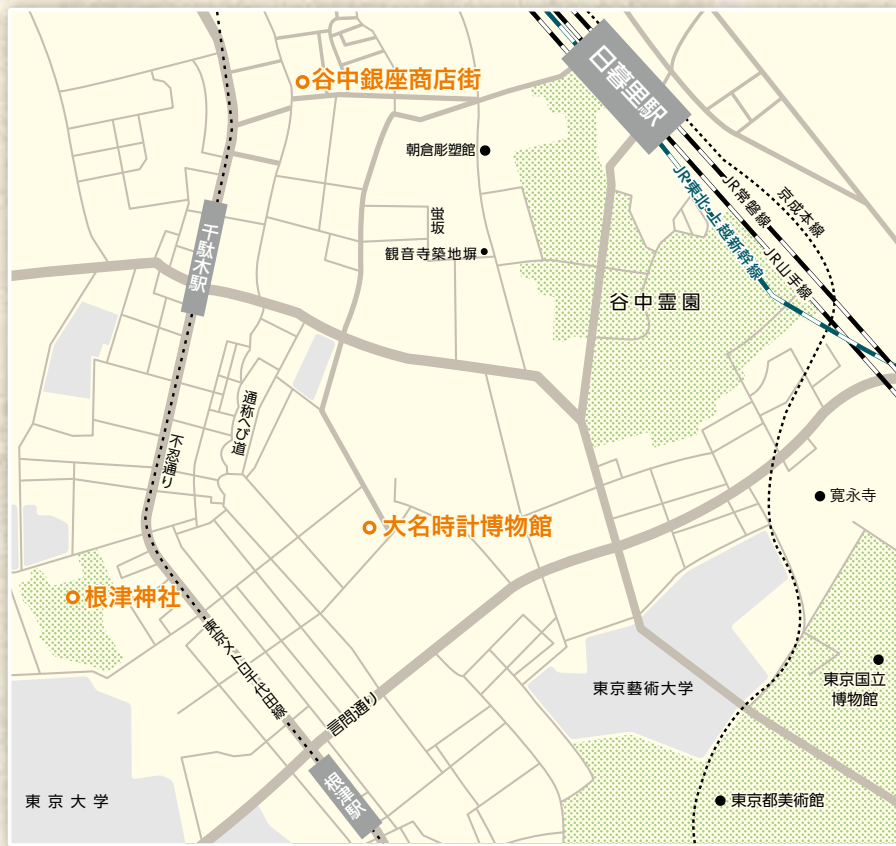 谷中銀座商店街
日暮里駅
朝倉彫塑館
蛍坂
観音寺築地塀
千駄木駅
JR東北・上越新幹線
JR常磐線
京成本線
JR山手線
谷中霊園
通称へび道
不忍通り
大名時計博物館
寛永寺
根津神社
東京メトロ千代田線
言問通り
東京藝術大学
東京国立
博物館
根津駅
東京大学
東京都美術館